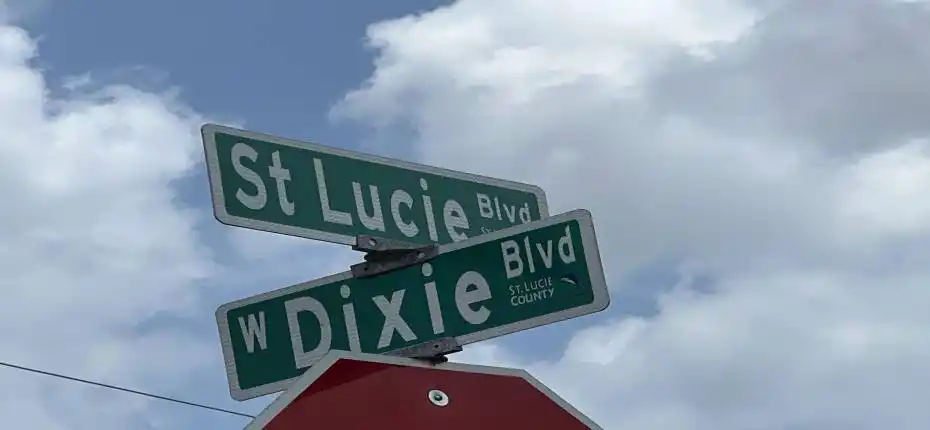 St Lucie Blvd
W Dixie Blvd
ST. LUCIE
COUNTY